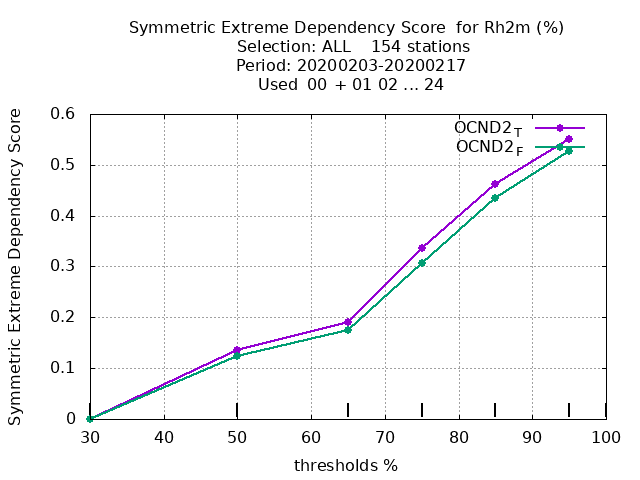 Symmetric Extreme Dependency Score for Rh2m (%)
Selection: ALL 154 stations
Period: 20200203-20200217
Used 00 + 01 02 ... 24
Symmetric Extreme Dependency Score
0.6
0.5
0.4
0.3
0.2
0.1
0
OCND2T
OCND2F
30 40 50 60 70 80 90 100
thresholds %